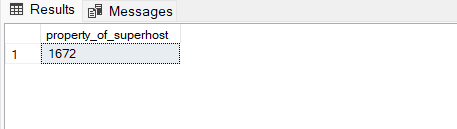 Results Messages
property_of_superhost
1 1672